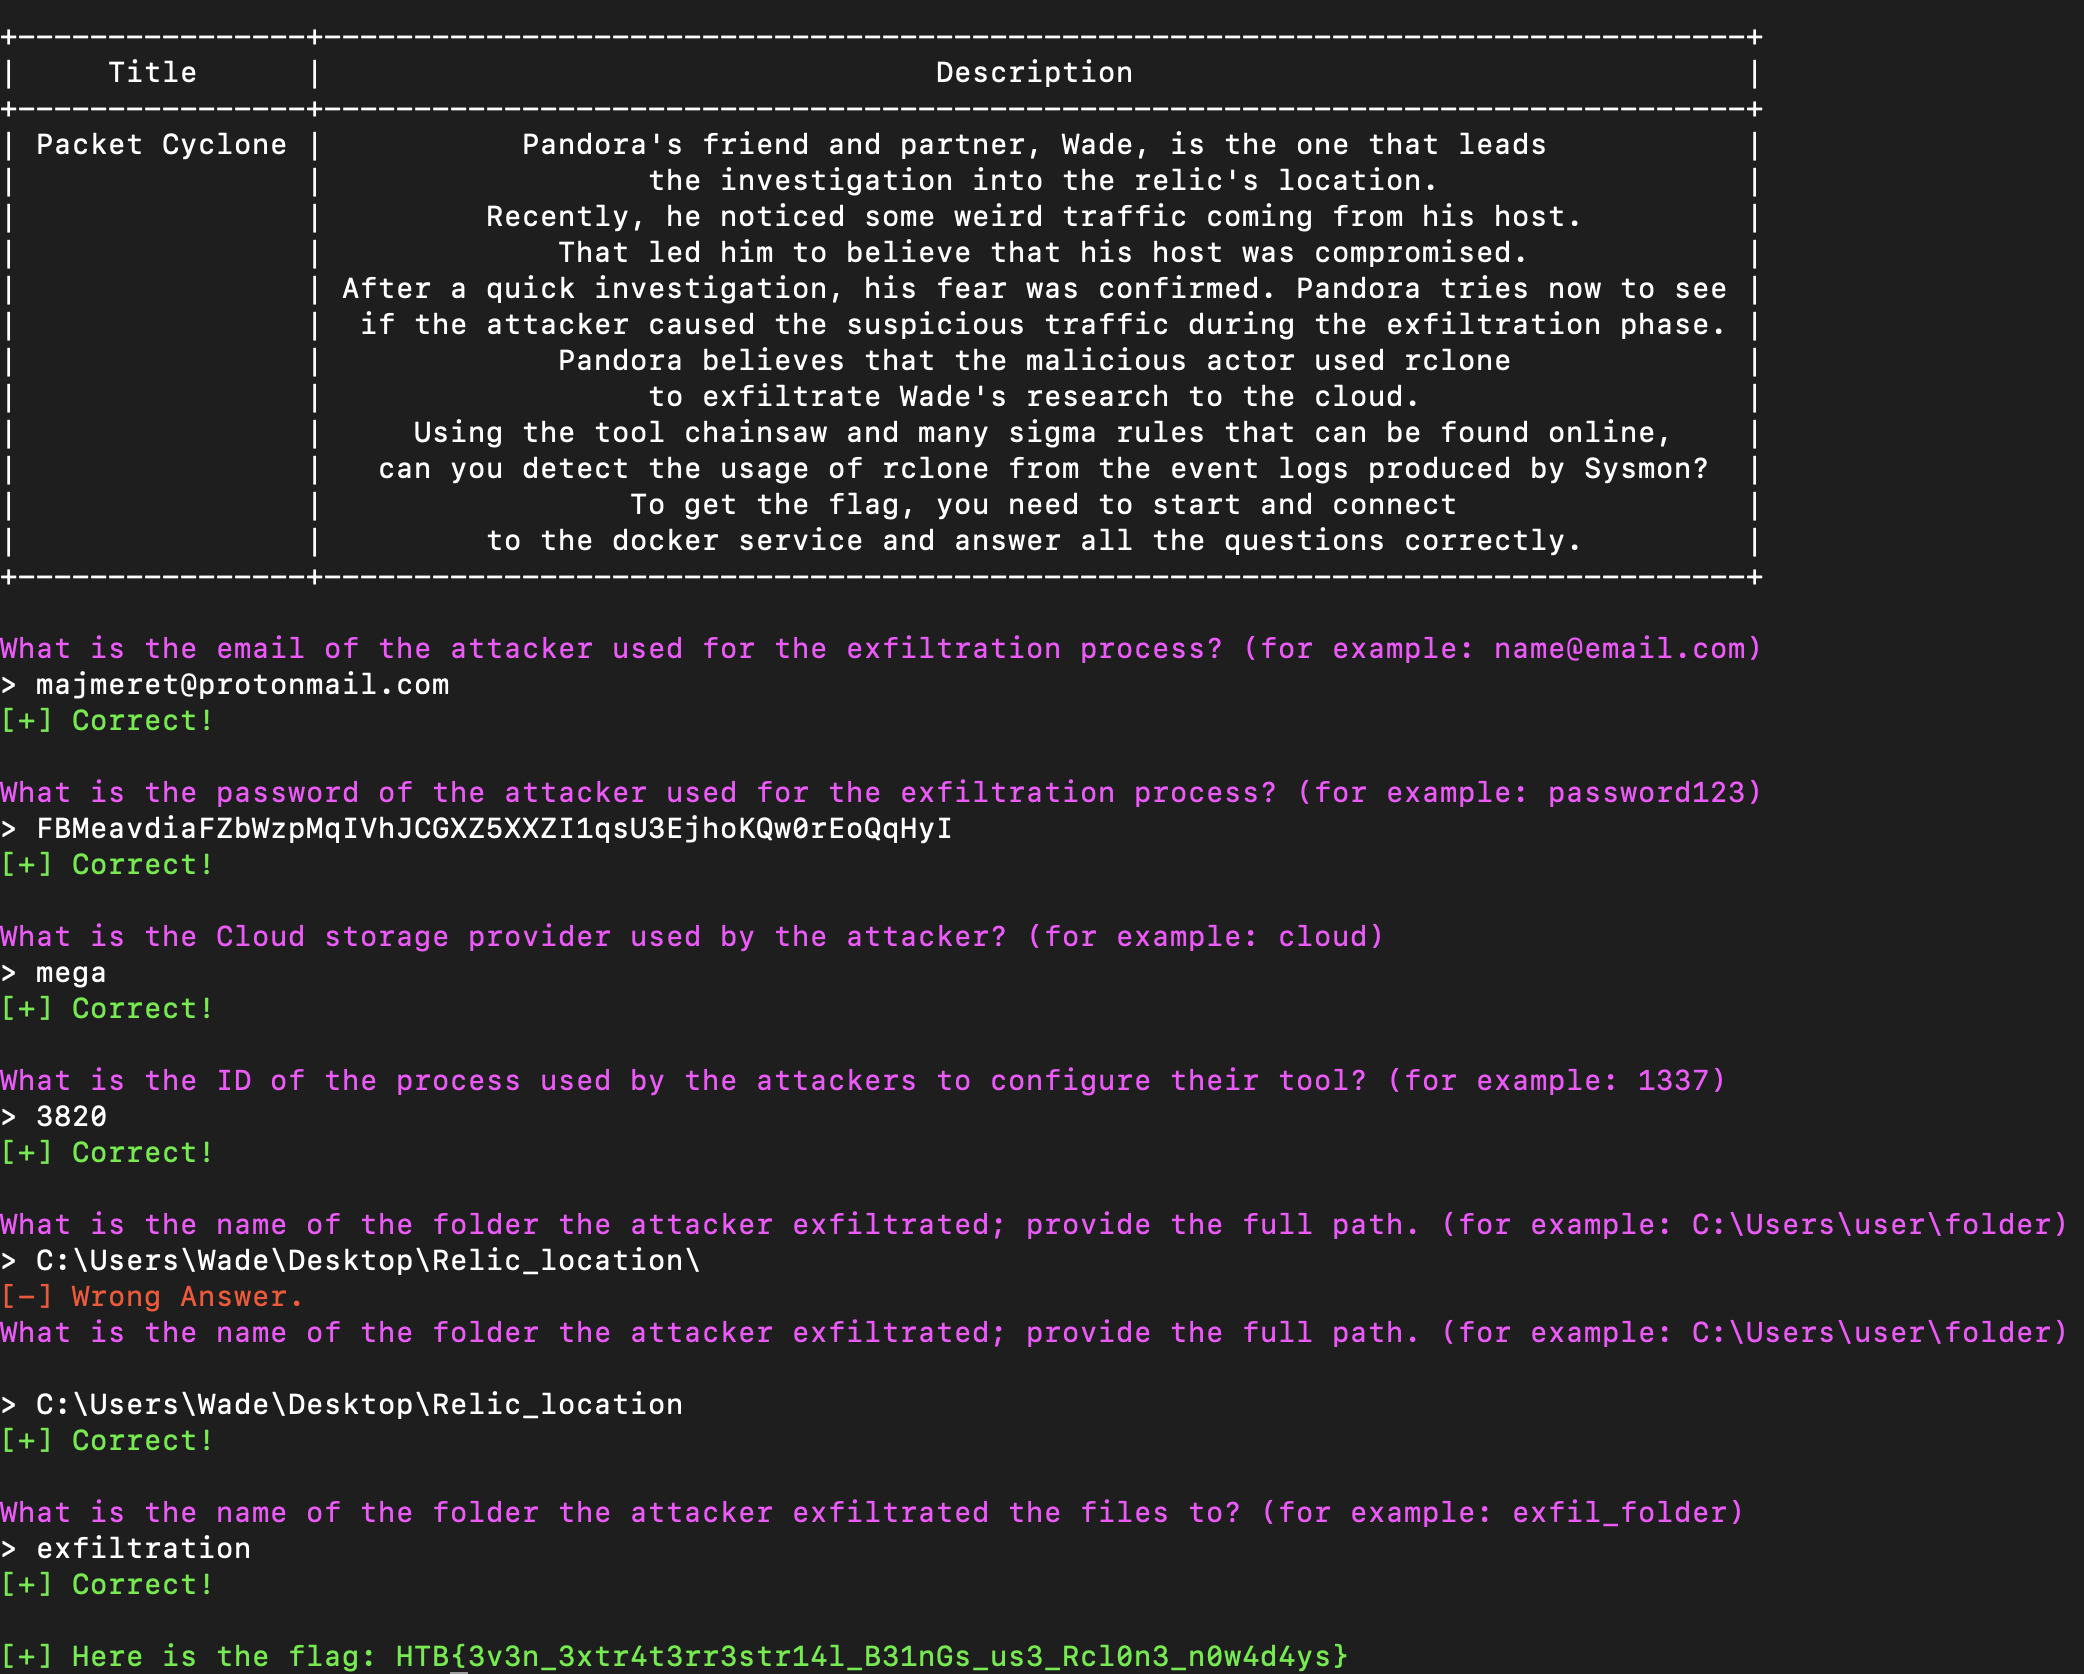 +----------------+-------------------------------------------------------------------------------+
|     Title      |                                  Description                                  |
+----------------+-------------------------------------------------------------------------------+
| Packet Cyclone |           Pandora's friend and partner, Wade, is the one that leads           |
|                |                  the investigation into the relic's location.                 |
|                |         Recently, he noticed some weird traffic coming from his host.         |
|                |             That led him to believe that his host was compromised.            |
|                | After a quick investigation, his fear was confirmed. Pandora tries now to see |
|                |  if the attacker caused the suspicious traffic during the exfiltration phase. |
|                |             Pandora believes that the malicious actor used rclone             |
|                |                  to exfiltrate Wade's research to the cloud.                  |
|                |     Using the tool chainsaw and many sigma rules that can be found online,    |
|                |   can you detect the usage of rclone from the event logs produced by Sysmon?  |
|                |                 To get the flag, you need to start and connect                |
|                |         to the docker service and answer all the questions correctly.         |
+----------------+-------------------------------------------------------------------------------+
What is the email of the attacker used for the exfiltration process? (for example: name@email.com)
> majmeret@protonmail.com
[+] Correct!
What is the password of the attacker used for the exfiltration process? (for example: password123)
> FBMeavdiaFZbWzpMqIVhJCGXZ5XXZI1qsU3EjhoKQw0rEoQqHyI
[+] Correct!
What is the Cloud storage provider used by the attacker? (for example: cloud)
> mega
[+] Correct!
What is the ID of the process used by the attackers to configure their tool? (for example: 1337)
> 3820
[+] Correct!
What is the name of the folder the attacker exfiltrated; provide the full path. (for example: C:\Users\user\folder)
> C:\Users\Wade\Desktop\Relic_location\
[-] Wrong Answer.
What is the name of the folder the attacker exfiltrated; provide the full path. (for example: C:\Users\user\folder)
> C:\Users\Wade\Desktop\Relic_location
[+] Correct!
What is the name of the folder the attacker exfiltrated the files to? (for example: exfil_folder)
> exfiltration
[+] Correct!
[+] Here is the flag: HTB{3v3n_3xtr4t3rr3str14l_B31nGs_us3_Rcl0n3_n0w4d4ys}